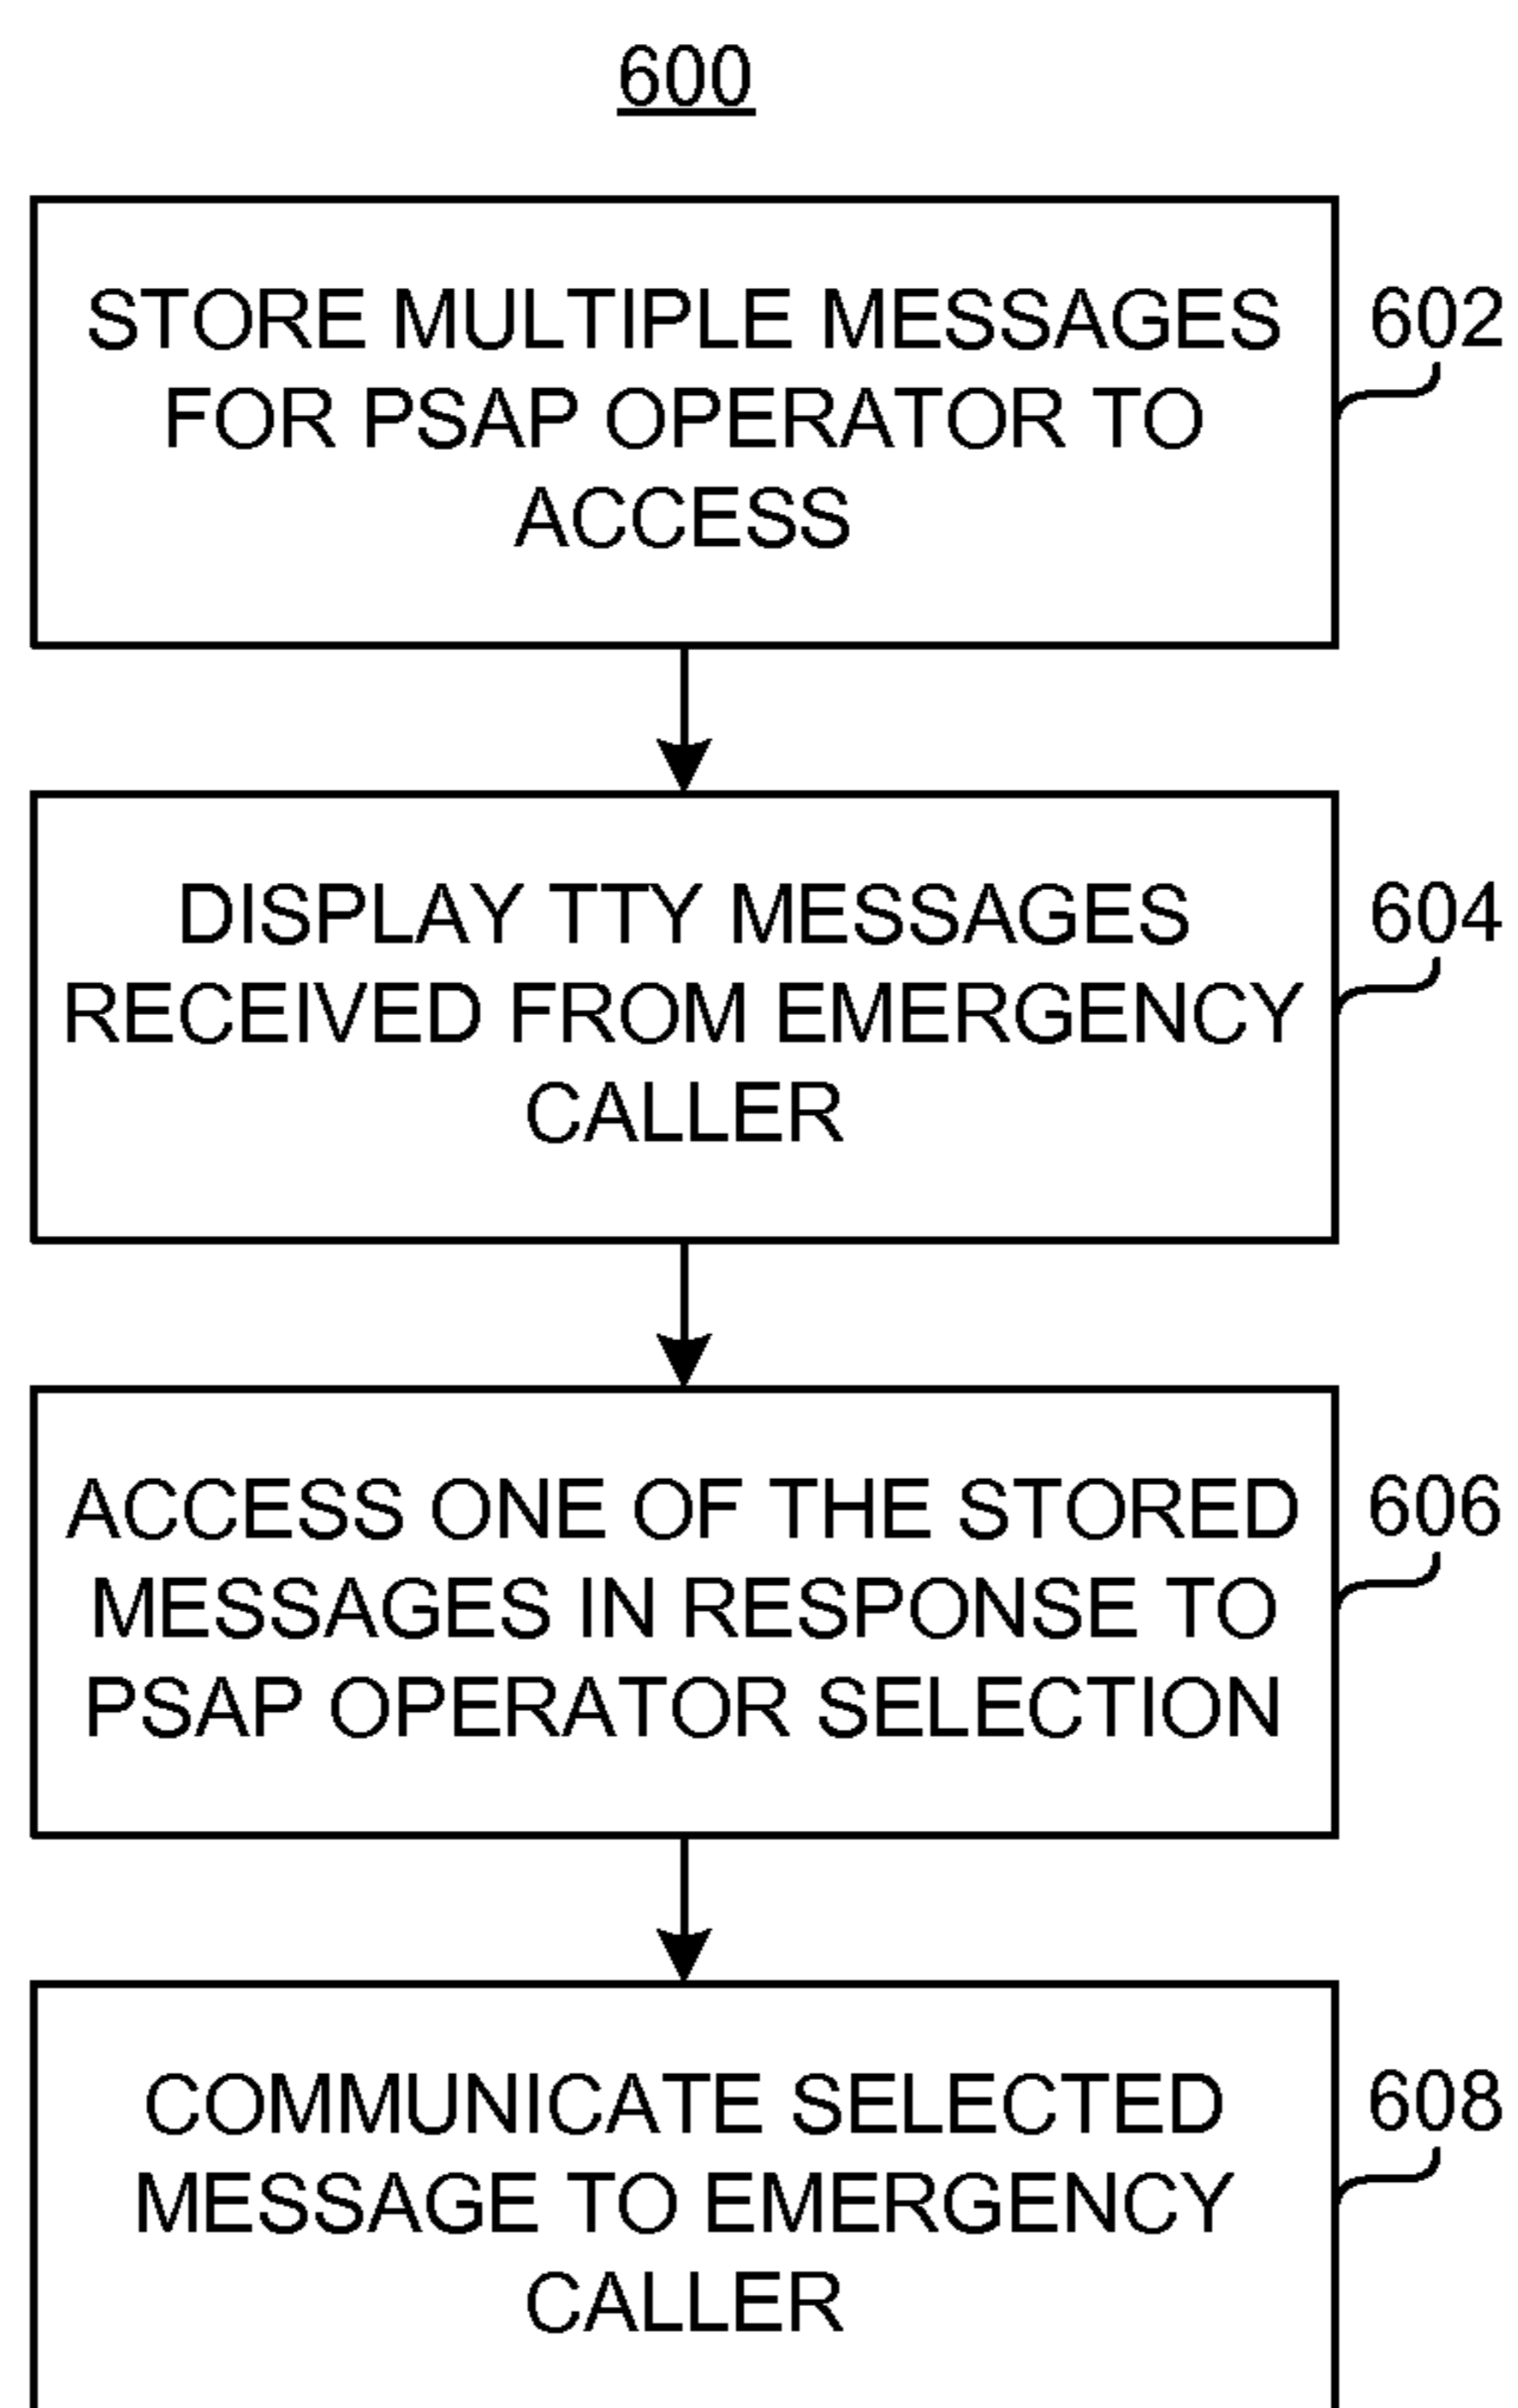 600
STORE MULTIPLE MESSAGES
FOR PSAP OPERATOR TO
ACCESS
602
DISPLAY TTY MESSAGES
RECEIVED FROM EMERGENCY
CALLER
604
ACCESS ONE OF THE STORED
MESSAGES IN RESPONSE TO
PSAP OPERATOR SELECTION
606
COMMUNICATE SELECTED
MESSAGE TO EMERGENCY
CALLER
608